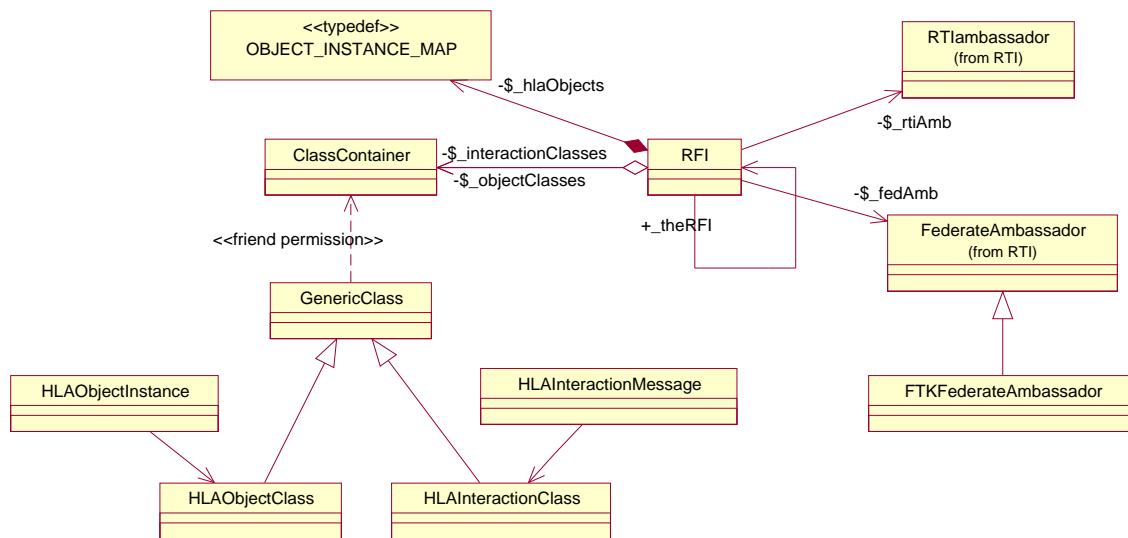 <<typedef>>
OBJECT_INSTANCE_MAP
RTIambassador
(from RTI)
-$_hlaObjects
-$_rtiAmb
ClassContainer
-$_interactionClasses
-$_objectClasses
RFI
-$_fedAmb
+_theRFI
FederateAmbassador
(from RTI)
<<friend permission>>
GenericClass
HLAObjectInstance
HLAInteractionMessage
FTKFederateAmbassador
HLAObjectClass
HLAInteractionClass